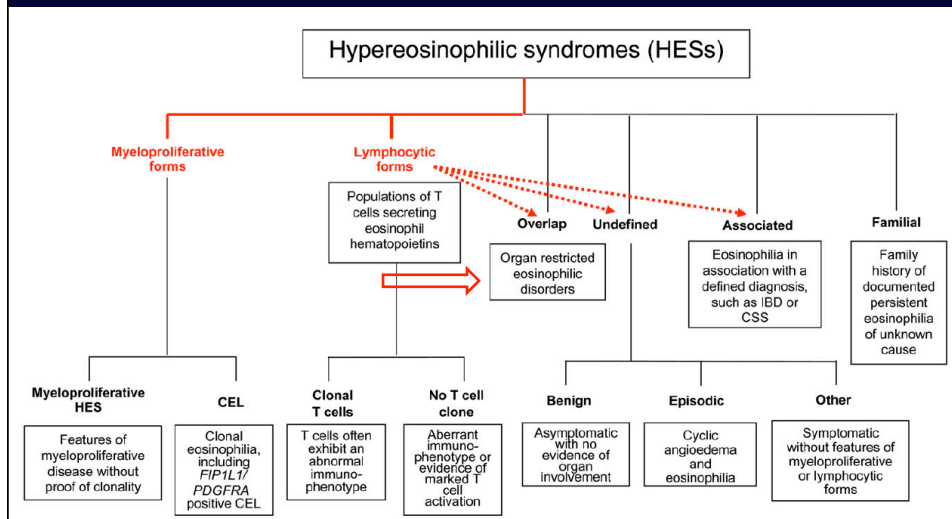 Hypereosinophilic syndromes (HESs)
Myeloproliferative
forms
Lymphocytic
forms
Populations of T
cells secreting
eosinophil
hematopoietins
Overlap
Undefined
Associated
Familial
Organ restricted
eosinophilic
disorders
Eosinophilia in
association with a
defined diagnosis,
such as IBD or
CSS
Family
history of
documented
persistent
eosinophilia
of unknown
cause
Myeloproliferative
HES
CEL
Clonal
T cells
No T cell
clone
Benign
Episodic
Other
Features of
myeloproliferative
disease without
proof of clonality
Clonal
eosinophilia,
including
FIP1L1/
PDGFRA
positive CEL
T cells often
exhibit an
abnormal
immuno-
phenotype
Aberrant
immuno-
phenotype or
evidence of
marked T
cell
activation
Asymptomatic
with no
evidence of
organ
involvement
Cyclic
angioedema
and
eosinophilia
Symptomatic
without features of
myeloproliferative
or lymphocytic
forms